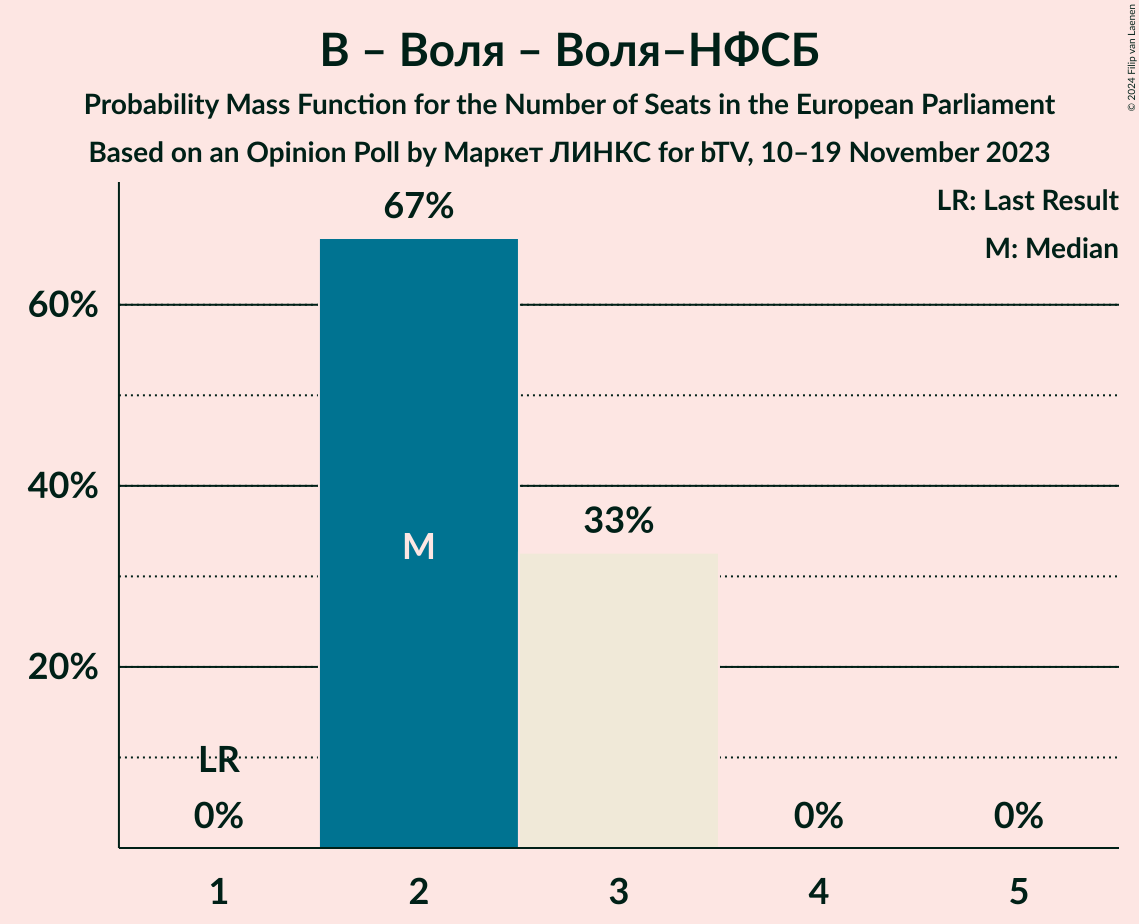 В – Воля – Воля–НФСБ
Probability Mass Function for the Number of Seats in the European Parliament
Based on an Opinion Poll by Маркет ЛИНКС for bTV, 10–19 November 2023
© 2024 Filip van Laenen
LR: Last Result
M: Median
67%
60%
40%
33%
M
20%
LR
0%
0%
0%
1
2
3
4
5